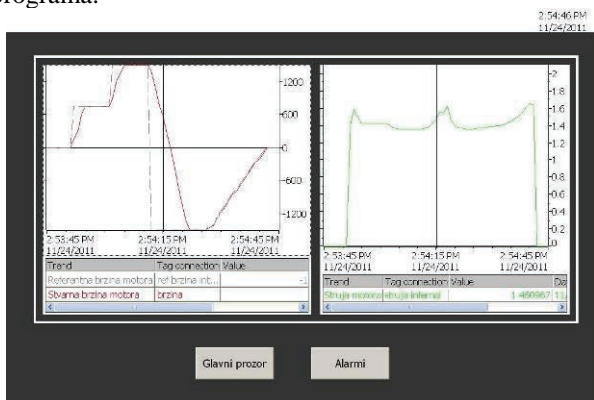 programa.
2:54:46 PM
11/24/2011
1200
600
0
-600
-1200
2:53:45 PM 2:54:15 PM 2:54:45 PM
11/24/2011 11/24/2011 11/24/2011
Trend Tag connection Value
Referentna brzina motora ref brzina int... -1
Stvarna brzina motora brzina
2
1.8
1.6
1.4
1.2
1
0.8
0.6
0.4
0.2
0
2:53:45 PM 2:54:15 PM 2:54:45 PM
11/24/2011 11/24/2011 11/24/2011
Trend Tag connection Value Da
Struja motora struja internal 1.460967 11/
Glavni prozor Alarmi